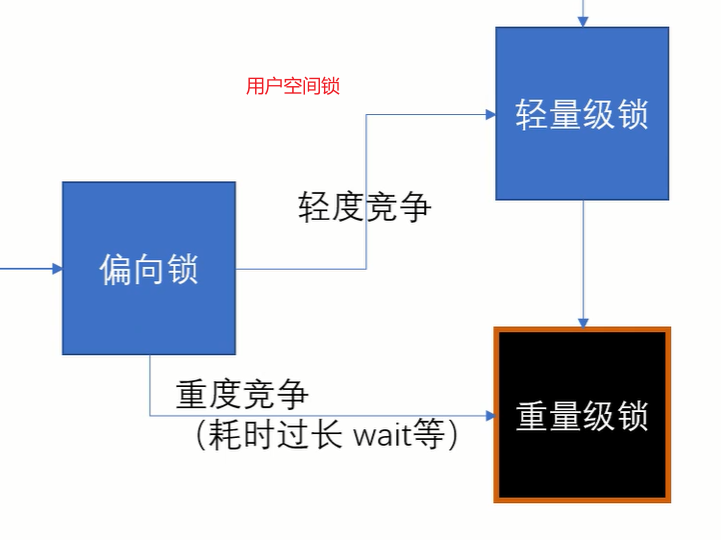 用户空间锁
轻量级锁
轻度竞争
偏向锁
重度竞争
（耗时过长 wait等）
重量级锁